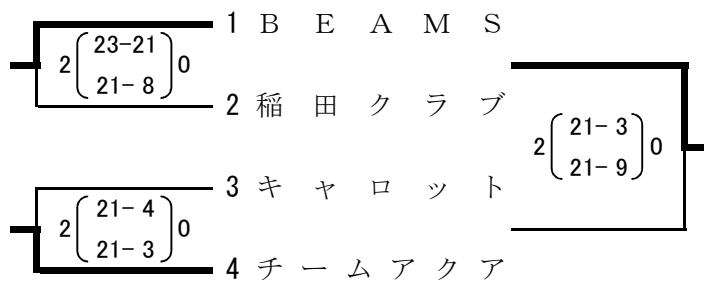 1 BEAMS
2 ( 23-21 ) 0
21- 8
2 稲田クラブ
2 ( 21- 3 ) 0
21- 9
3 キャロット
2 ( 21- 4 ) 0
21- 3
4 チームアクア